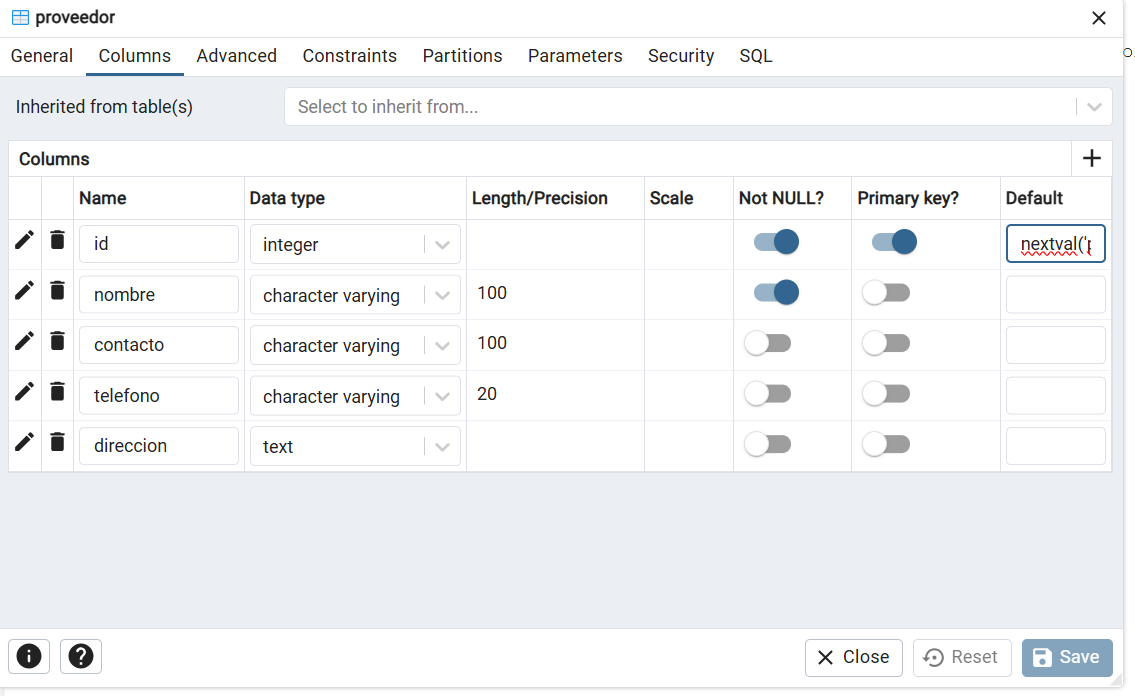 proveedor
General Columns Advanced Constraints Partitions Parameters Security SQL
Inherited from table(s) Select to inherit from...
Columns
Name Data type Length/Precision Scale Not NULL? Primary key? Default
id integer nextval('p
nombre character varying 100
contacto character varying 100
telefono character varying 20
direccion text
Close Reset Save